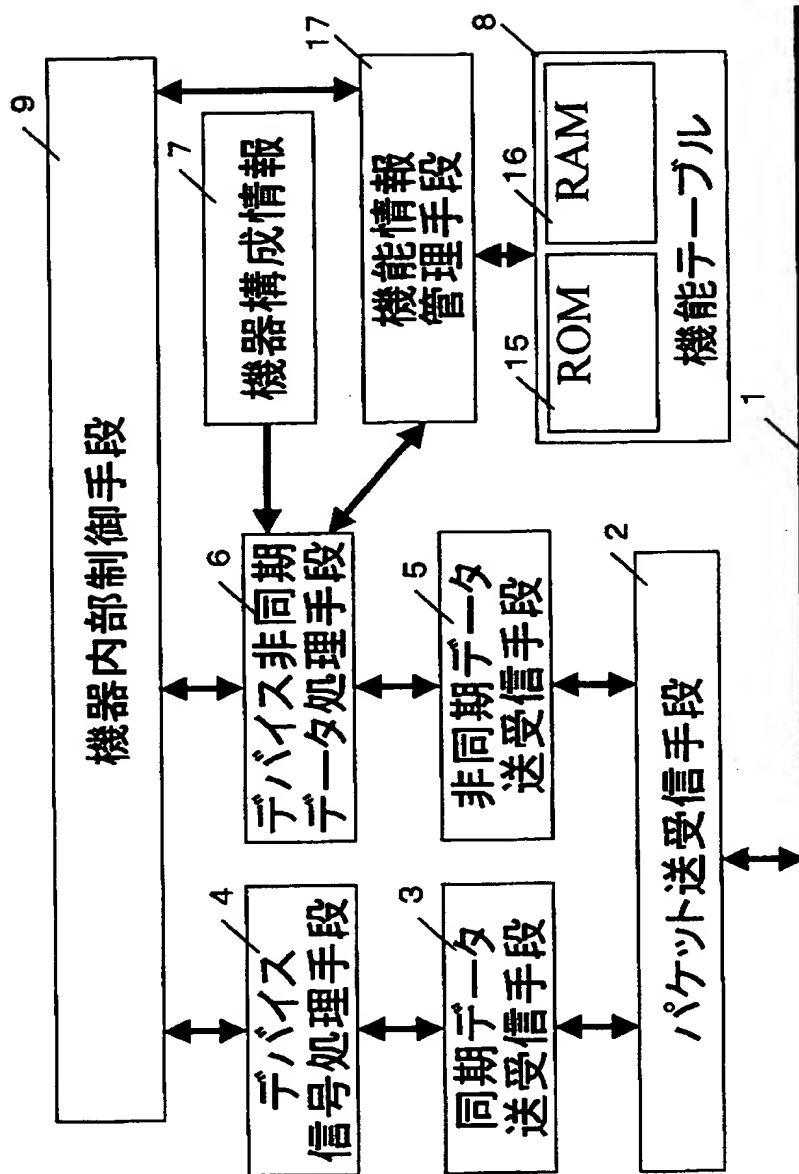 9
機器内部制御手段
7
機器構成情報
17
機能情報
管理手段
4
デバイス
信号処理手段
6
デバイス非同期
データ処理手段
3
同期データ
送受信手段
5
非同期データ
送受信手段
8
15
ROM
16
RAM
機能テーブル
2
パケット送受信手段
1